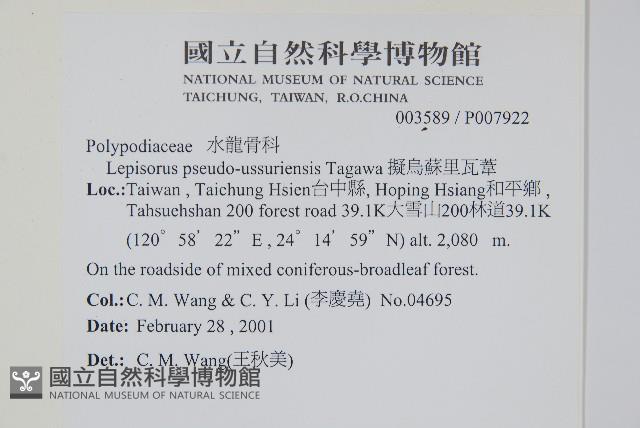 國立自然科學博物館
NATIONAL MUSEUM OF NATURAL SCIENCE
TAICHUNG, TAIWAN, R.O.CHINA
003589 / P007922
Polypodiaceae 水龍骨科
Lepisorus pseudo-ussuriensis Tagawa 擬烏蘇里瓦葦
Loc.:Taiwan , Taichung Hsien台中縣, Hoping Hsiang和平鄉 ,
Tahsuehshan 200 forest road 39.1K大雪山200林道39.1K
(120° 58' 22" E , 24° 14' 59" N) alt. 2,080 m.
On the roadside of mixed coniferous-broadleaf forest.
Col.:C. M. Wang & C. Y. Li (李慶堯) No.04695
Date: February 28 , 2001
Det.: C. M. Wang(王秋美)
國立自然科學博物館
NATIONAL MUSEUM OF NATURAL SCIENCE